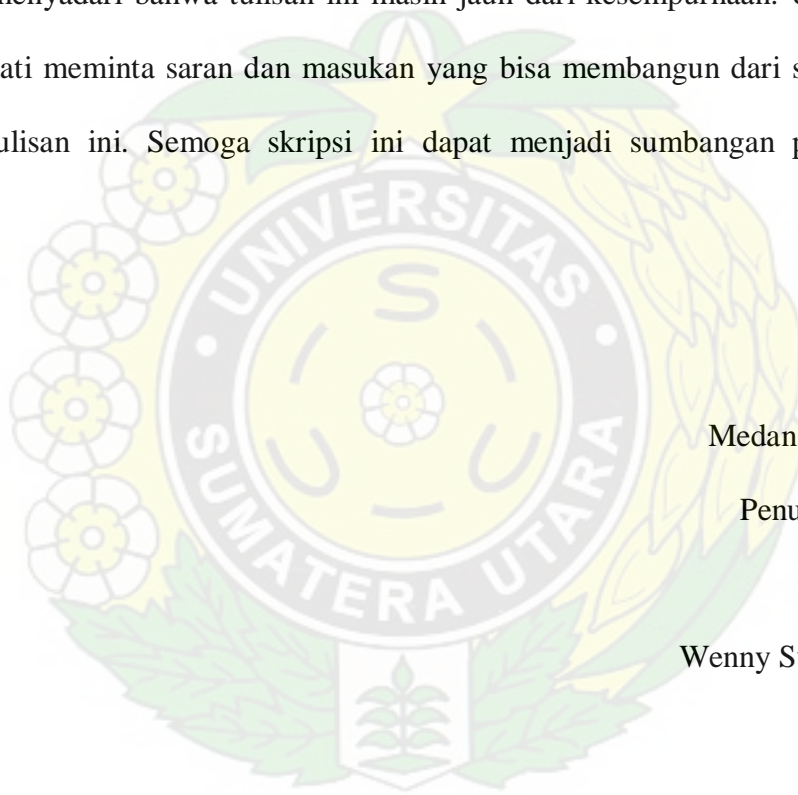 menyadari bahwa tulisan ini masih jauh dari kesempurnaan.
ati meminta saran dan masukan yang bisa membangun dari s
ulisan ini. Semoga skripsi ini dapat menjadi sumbangan p
UNIVERSITAS
S
U U
SUMATERA UTARA
Medan
Penu
Wenny S